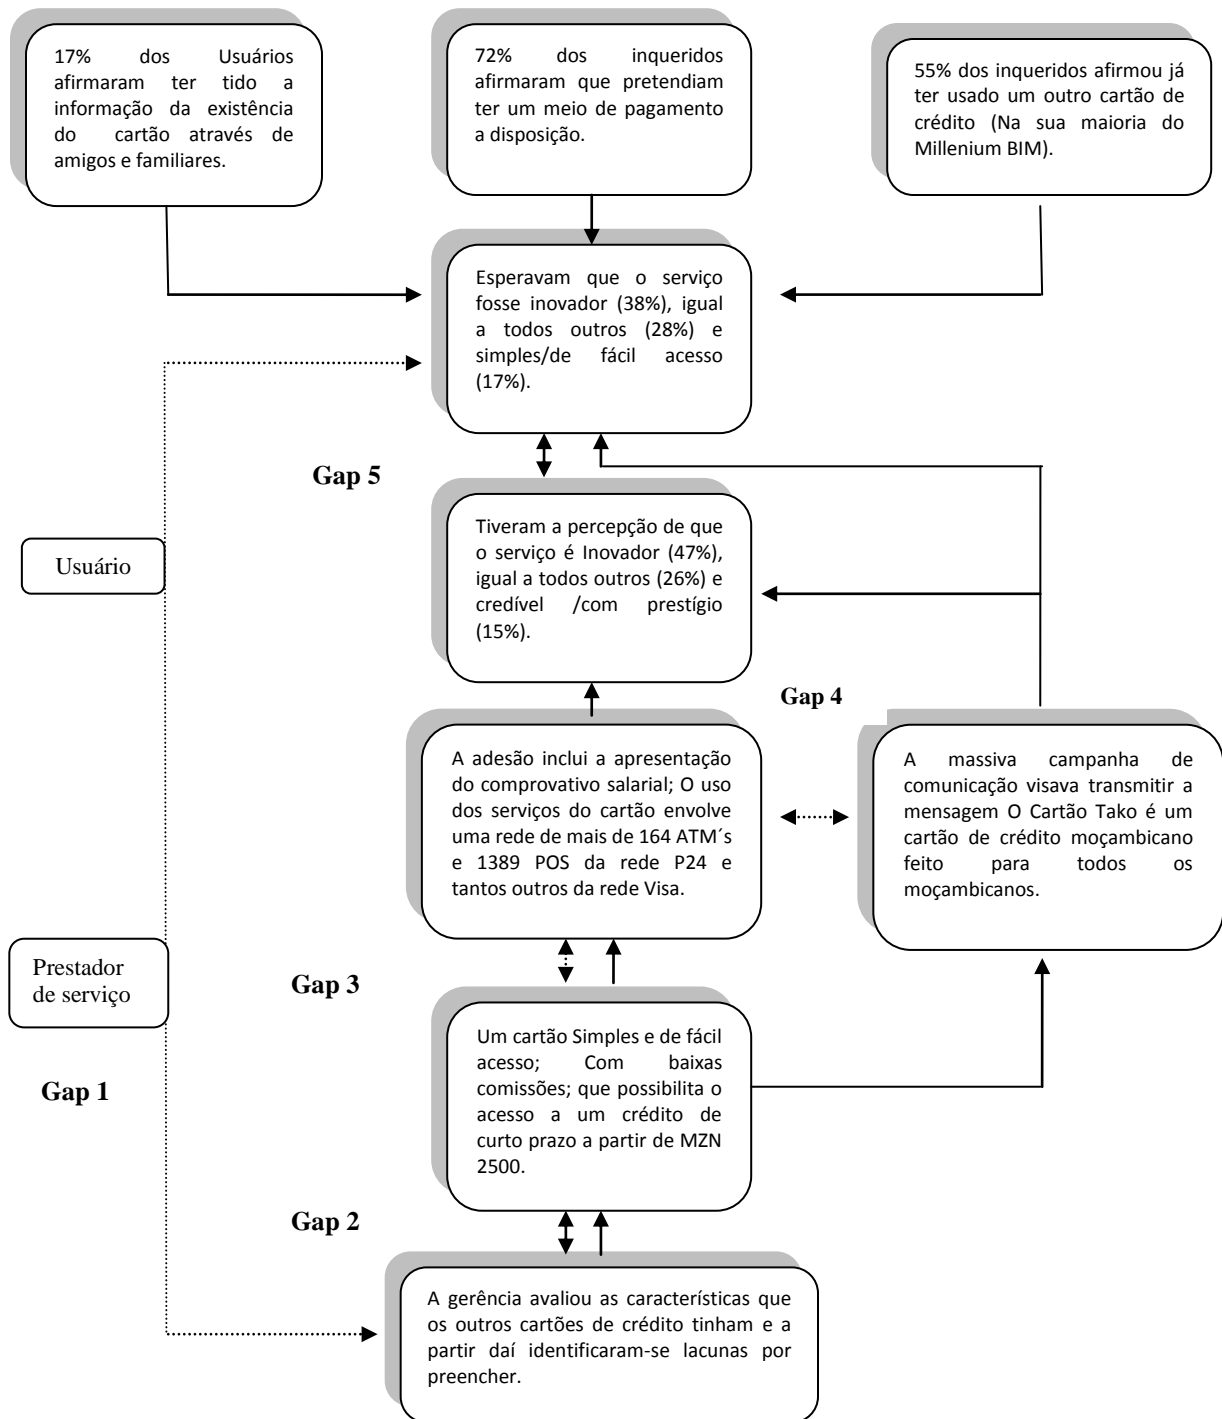 17% dos Usuários
afirmaram ter tido a
informação da existência
do cartão através de
amigos e familiares.
72% dos inqueridos
afirmaram que pretendiam
ter um meio de pagamento
a disposição.
55% dos inqueridos afirmou já
ter usado um outro cartão de
crédito (Na sua maioria do
Millenium BIM).
Esperavam que o serviço
fosse inovador (38%), igual
a todos outros (28%) e
simples/de fácil acesso
(17%).
Gap 5
Tiveram a percepção de que
o serviço é Inovador (47%),
igual a todos outros (26%) e
credível /com prestígio
(15%).
Usuário
Gap 4
A adesão inclui a apresentação
do comprovativo salarial; O uso
dos serviços do cartão envolve
uma rede de mais de 164 ATM´s
e 1389 POS da rede P24 e
tantos outros da rede Visa.
A massiva campanha de
comunicação visava transmitir a
mensagem O Cartão Tako é um
cartão de crédito moçambicano
feito para todos os
moçambicanos.
Prestador
de serviço
Gap 3
Um cartão Simples e de fácil
acesso; Com baixas
comissões; que possibilita o
acesso a um crédito de
curto prazo a partir de MZN
2500.
Gap 1
Gap 2
A gerência avaliou as características que
os outros cartões de crédito tinham e a
partir daí identificaram-se lacunas por
preencher.